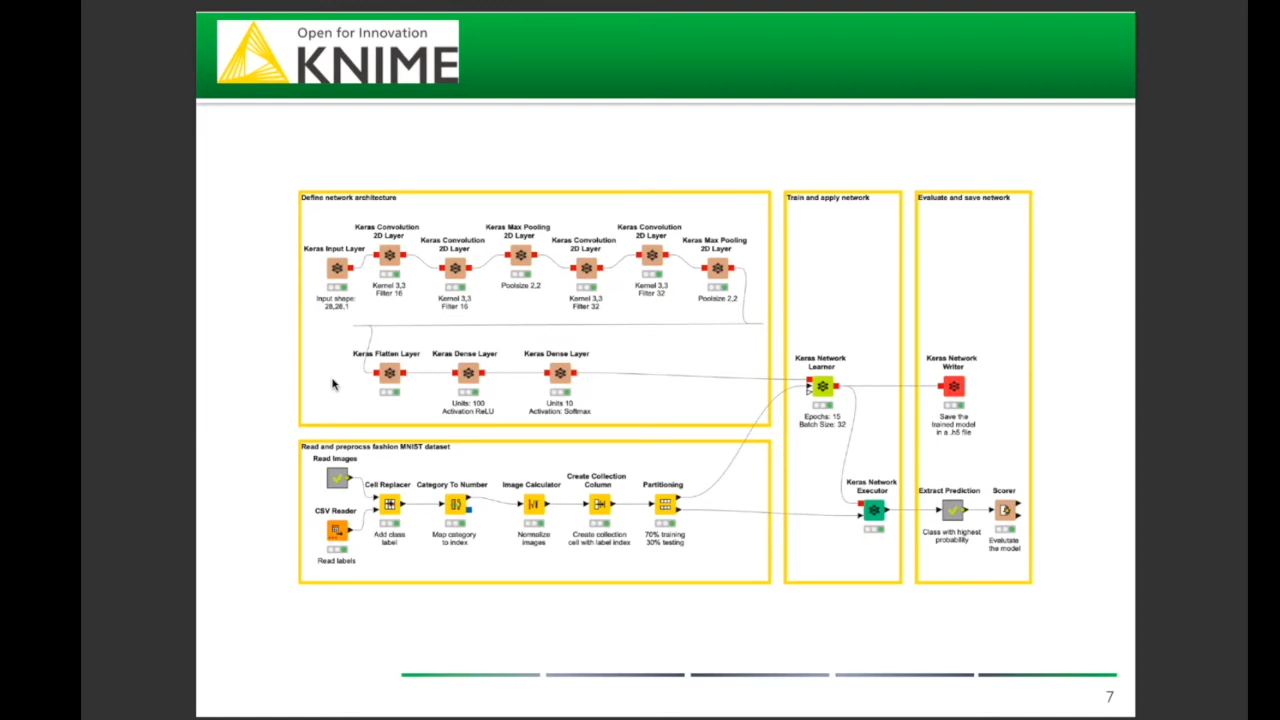 Open for Innovation
KNIME
Define network architecture
Keras Input Layer
Input shape:
28,28,1
Keras Convolution
2D Layer
Kernel 3,3
Filter 16
Keras Convolution
2D Layer
Kernel 3,3
Filter 16
Keras Max Pooling
2D Layer
Poolsize 2,2
Keras Convolution
2D Layer
Kernel 3,3
Filter 32
Keras Convolution
2D Layer
Kernel 3,3
Filter 32
Keras Max Pooling
2D Layer
Poolsize 2,2
Keras Flatten Layer
Keras Dense Layer
Units: 100
Activation ReLU
Keras Dense Layer
Units 10
Activation: Softmax
Read and preprocss fashion MNIST dataset
Read Images
CSV Reader
Read labels
Cell Replacer
Add class
label
Category To Number
Map category
to index
Image Calculator
Normalize
images
Create Collection
Column
Create collection
cell with label index
Partitioning
70% training
30% testing
Train and apply network
Keras Network
Learner
Epochs: 15
Batch Size: 32
Keras Network
Executor
Evaluate and save network
Keras Network
Writer
Save the
trained model
in a .h5 file
Extract Prediction
Class with highest
probability
Scorer
Evalutate
the model
7